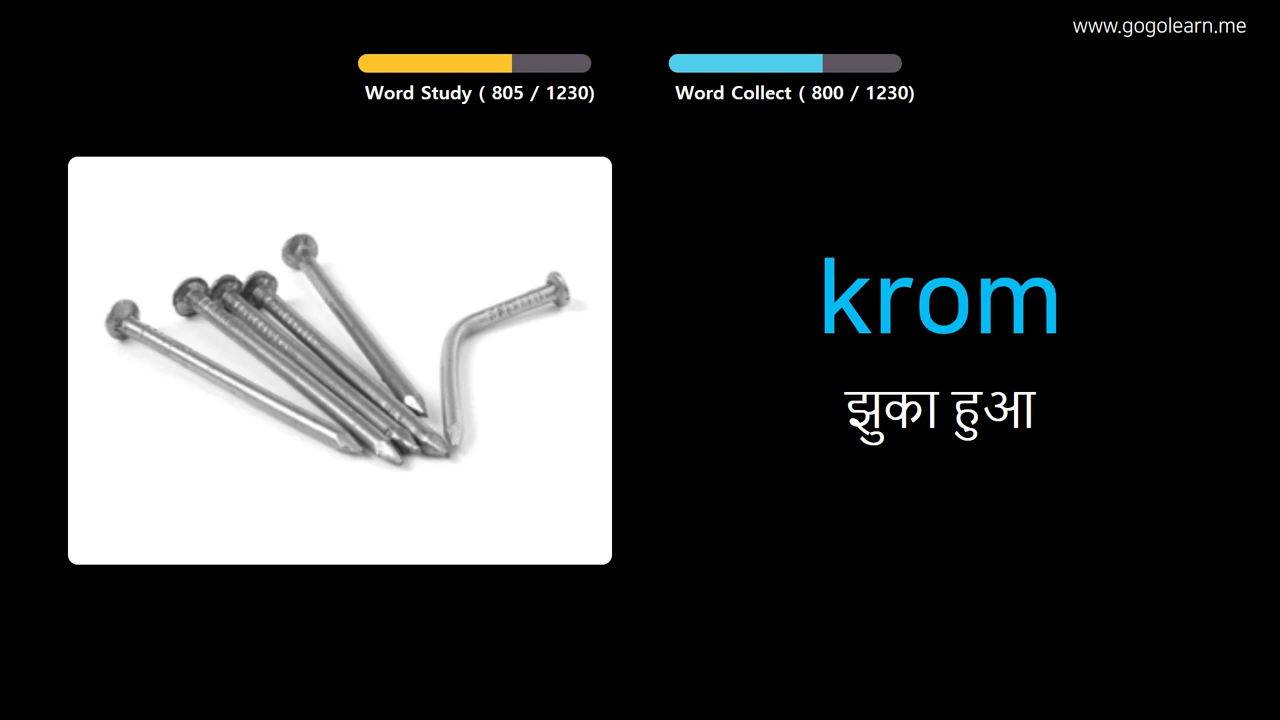 www.gogolearn.me
Word Study ( 805 / 1230)
Word Collect ( 800 / 1230)
krom
झुका हुआ